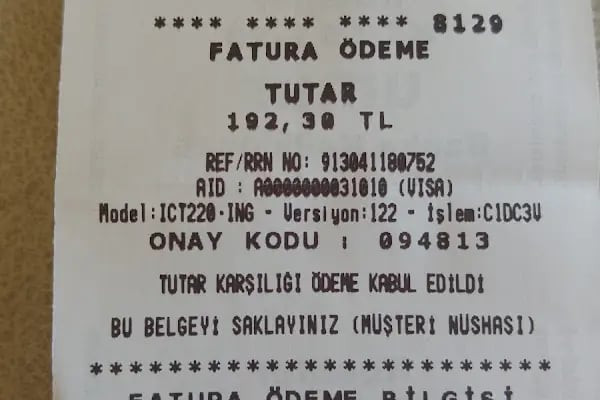 **** **** **** 8129
FATURA ÖDEME
TUTAR
192,30 TL
REF/RRN NO: 913041180752
AID : A0000000031010 (VISA)
Model:ICT220-ING - Versiyon:122 - İşlem:C1DC3V
ONAY KODU : 094813
TUTAR KARŞILIĞI ÖDEME KABUL EDİLDİ
BU BELGEYİ SAKLAYINIZ (MÜŞTERİ NÜSHASI)
****************************
FATURA ÖDEME BİLGİSİ